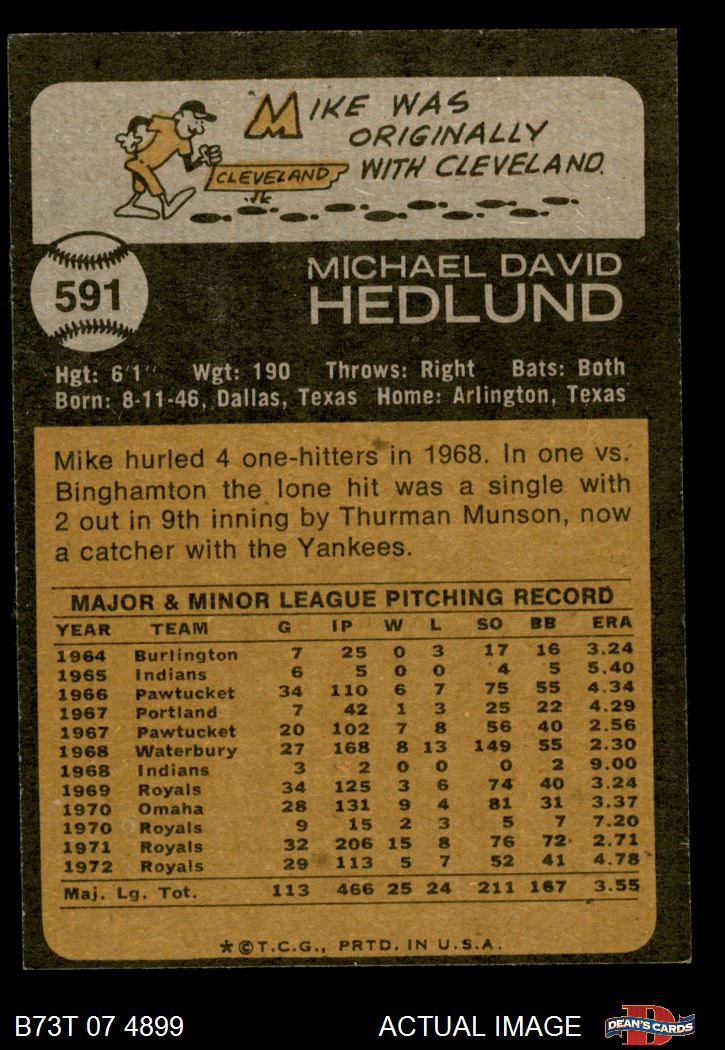 MIKE WAS
ORIGINALLY
WITH CLEVELAND.
CLEVELAND
JK
591
MICHAEL DAVID
HEDLUND
Hgt: 6'1" Wgt: 190 Throws: Right Bats: Both
Born: 8-11-46, Dallas, Texas Home: Arlington, Texas
Mike hurled 4 one-hitters in 1968. In one vs.
Binghamton the lone hit was a single with
2 out in 9th inning by Thurman Munson, now
a catcher with the Yankees.
MAJOR & MINOR LEAGUE PITCHING RECORD
YEAR TEAM G IP W L SO BB ERA
1964 Burlington 7 25 0 3 17 16 3.24
1965 Indians 6 5 0 0 4 5 5.40
1966 Pawtucket 34 110 6 7 75 55 4.34
1967 Portland 7 42 1 3 25 22 4.29
1967 Pawtucket 20 102 7 8 56 40 2.56
1968 Waterbury 27 168 8 13 149 55 2.30
1968 Indians 3 2 0 0 0 2 9.00
1969 Royals 34 125 3 6 74 40 3.24
1970 Omaha 28 131 9 4 81 31 3.37
1970 Royals 9 15 2 3 5 7 7.20
1971 Royals 32 206 15 8 76 72 2.71
1972 Royals 29 113 5 7 52 41 4.78
Maj. Lg. Tot. 113 466 25 24 211 167 3.55
*©T.C.G., PRTD. IN U.S.A.
B73T 07 4899 ACTUAL IMAGE
D
DEAN'S CARDS